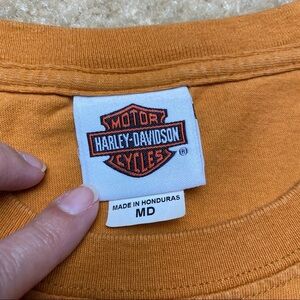 MOTOR
HARLEY-DAVIDSON
CYCLES
®
MADE IN HONDURAS
MD